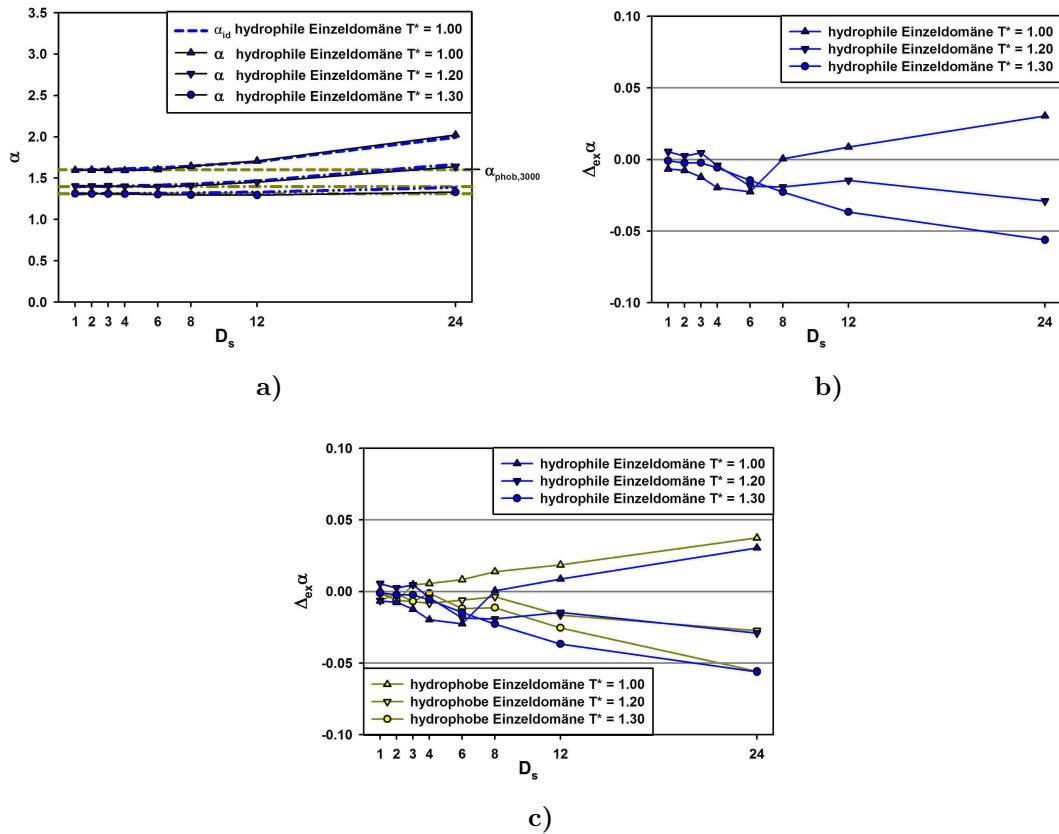 3.5
3.0
2.5
2.0
1.5
1.0
0.5
0.0
α
α_id hydrophile Einzeldomäne T* = 1.00
α hydrophile Einzeldomäne T* = 1.00
α hydrophile Einzeldomäne T* = 1.20
α hydrophile Einzeldomäne T* = 1.30
α_phob,3000
1 2 3 4 6 8 12 24
D_s
a)
0.10
0.05
0.00
-0.05
-0.10
Δ_ex α
hydrophile Einzeldomäne T* = 1.00
hydrophile Einzeldomäne T* = 1.20
hydrophile Einzeldomäne T* = 1.30
1 2 3 4 6 8 12 24
D_s
b)
0.10
0.05
0.00
-0.05
-0.10
Δ_ex α
hydrophile Einzeldomäne T* = 1.00
hydrophile Einzeldomäne T* = 1.20
hydrophile Einzeldomäne T* = 1.30
hydrophobe Einzeldomäne T* = 1.00
hydrophobe Einzeldomäne T* = 1.20
hydrophobe Einzeldomäne T* = 1.30
1 2 3 4 6 8 12 24
D_s
c)